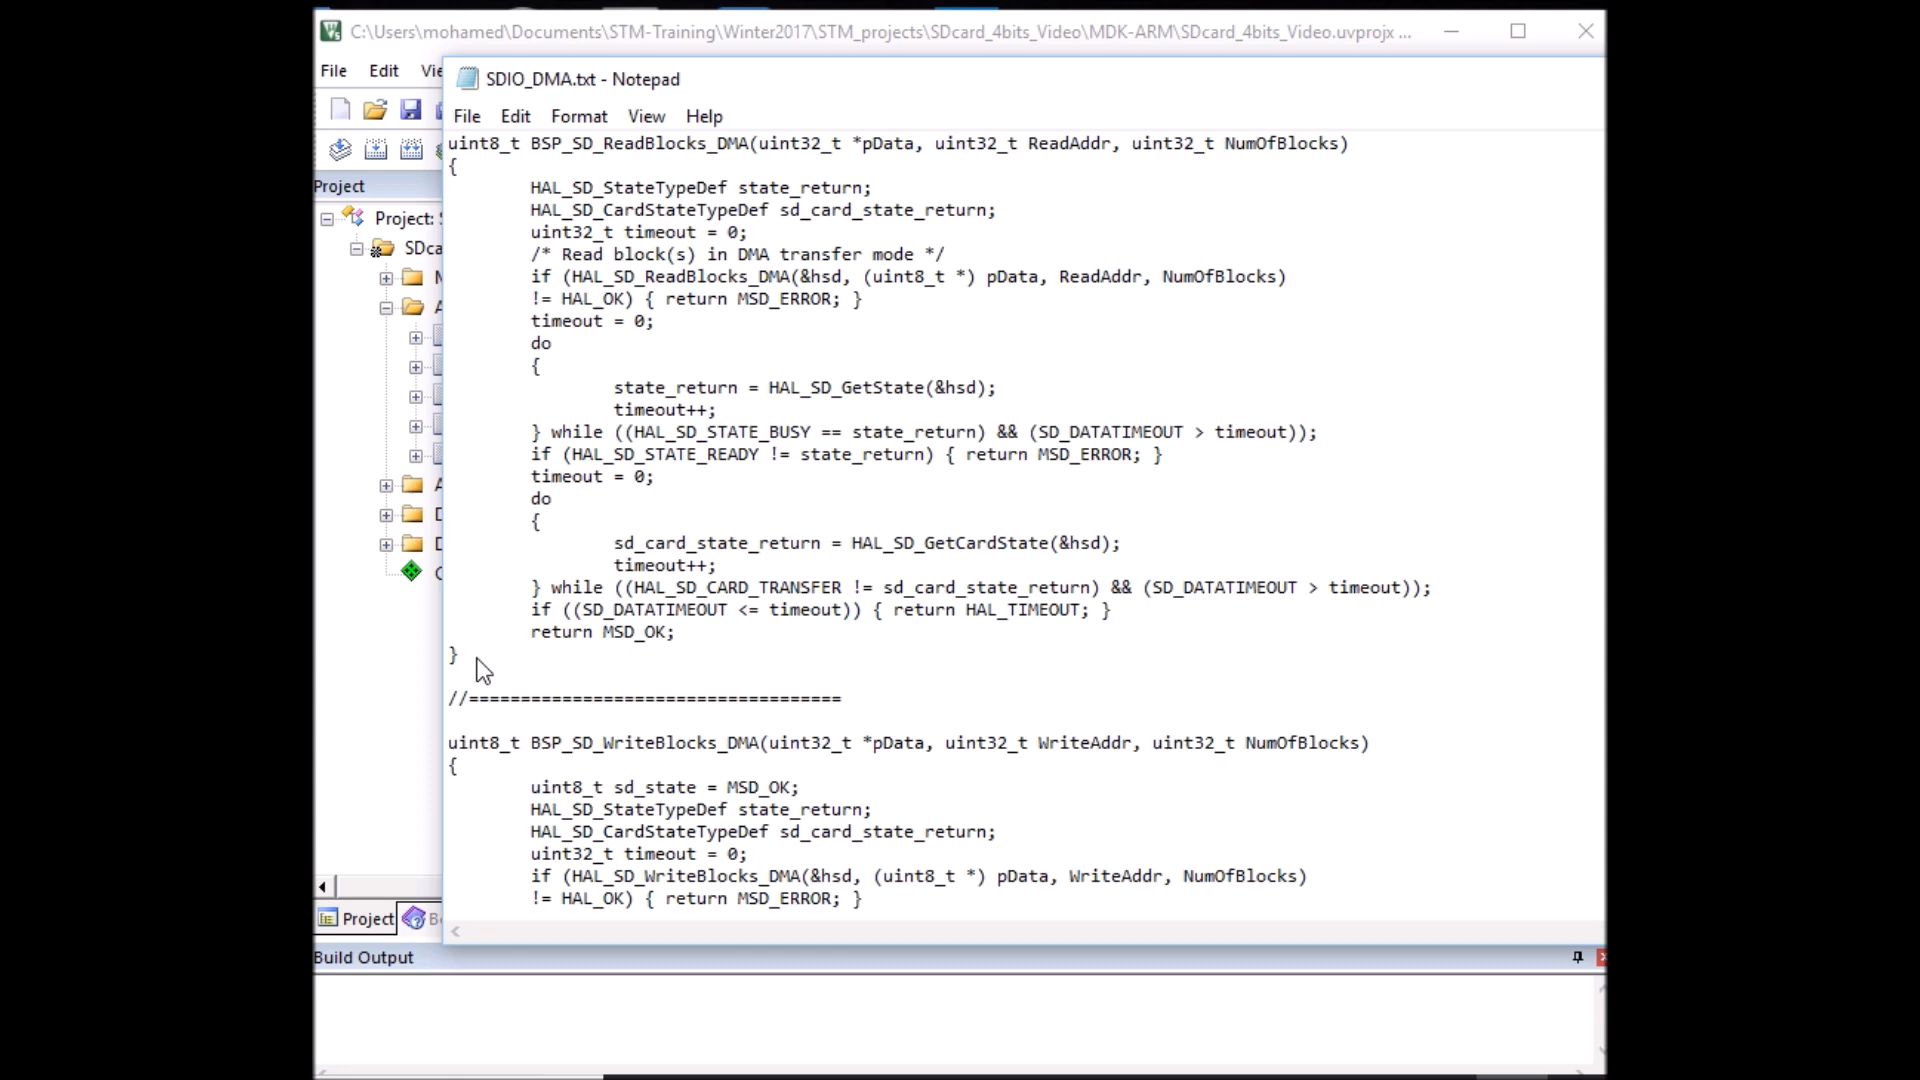 C:\Users\mohamed\Documents\STM-Training\Winter2017\STM_projects\SDcard_4bits_Video\MDK-ARM\SDcard_4bits_Video.uvprojx ...
File Edit
SDIO_DMA.txt - Notepad
File Edit Format View Help
Project
Project:
uint8_t BSP_SD_ReadBlocks_DMA(uint32_t *pData, uint32_t ReadAddr, uint32_t NumOfBlocks)
{
HAL_SD_StateTypeDef state_return;
HAL_SD_CardStateTypeDef sd_card_state_return;
uint32_t timeout = 0;
/* Read block(s) in DMA transfer mode */
if (HAL_SD_ReadBlocks_DMA(&hsd, (uint8_t *) pData, ReadAddr, NumOfBlocks)
!= HAL_OK) { return MSD_ERROR; }
timeout = 0;
do
{
state_return = HAL_SD_GetState(&hsd);
timeout++;
} while ((HAL_SD_STATE_BUSY == state_return) && (SD_DATATIMEOUT > timeout));
if (HAL_SD_STATE_READY != state_return) { return MSD_ERROR; }
timeout = 0;
do
{
sd_card_state_return = HAL_SD_GetCardState(&hsd);
timeout++;
} while ((HAL_SD_CARD_TRANSFER != sd_card_state_return) && (SD_DATATIMEOUT > timeout));
if ((SD_DATATIMEOUT <= timeout)) { return HAL_TIMEOUT; }
return MSD_OK;
}
//====================================
uint8_t BSP_SD_WriteBlocks_DMA(uint32_t *pData, uint32_t WriteAddr, uint32_t NumOfBlocks)
{
uint8_t sd_state = MSD_OK;
HAL_SD_StateTypeDef state_return;
HAL_SD_CardStateTypeDef sd_card_state_return;
uint32_t timeout = 0;
if (HAL_SD_WriteBlocks_DMA(&hsd, (uint8_t *) pData, WriteAddr, NumOfBlocks)
!= HAL_OK) { return MSD_ERROR; }
Project
Build Output